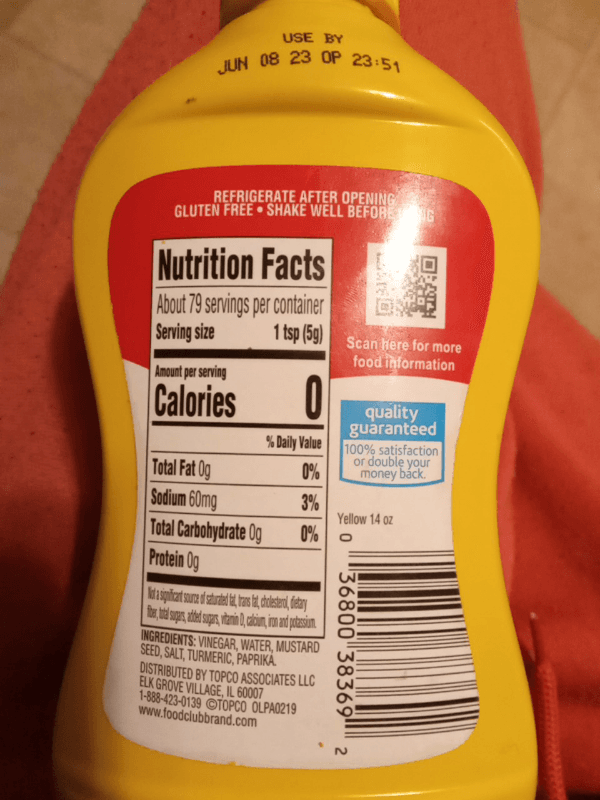 USE BY
JUN 08 23 OP 23:51
REFRIGERATE AFTER OPENING
GLUTEN FREE • SHAKE WELL BEFORE
Nutrition Facts
About 79 servings per container
Serving size 1 tsp (5g)
Amount per serving
Calories 0
% Daily Value
Total Fat 0g 0%
Sodium 60mg 3%
Total Carbohydrate 0g 0%
Protein 0g
Not a significant source of saturated fat, trans fat, cholesterol, dietary
fiber, total sugars, added sugars, vitamin D, calcium, iron and potassium.
INGREDIENTS: VINEGAR, WATER, MUSTARD
SEED, SALT, TURMERIC, PAPRIKA.
DISTRIBUTED BY TOPCO ASSOCIATES LLC
ELK GROVE VILLAGE, IL 60007
1-888-423-0139 ©TOPCO OLPA0219
www.foodclubbrand.com
Scan here for more
food information
quality
guaranteed
100% satisfaction
or double your
money back.
Yellow 14 oz
0 36800 38369 2